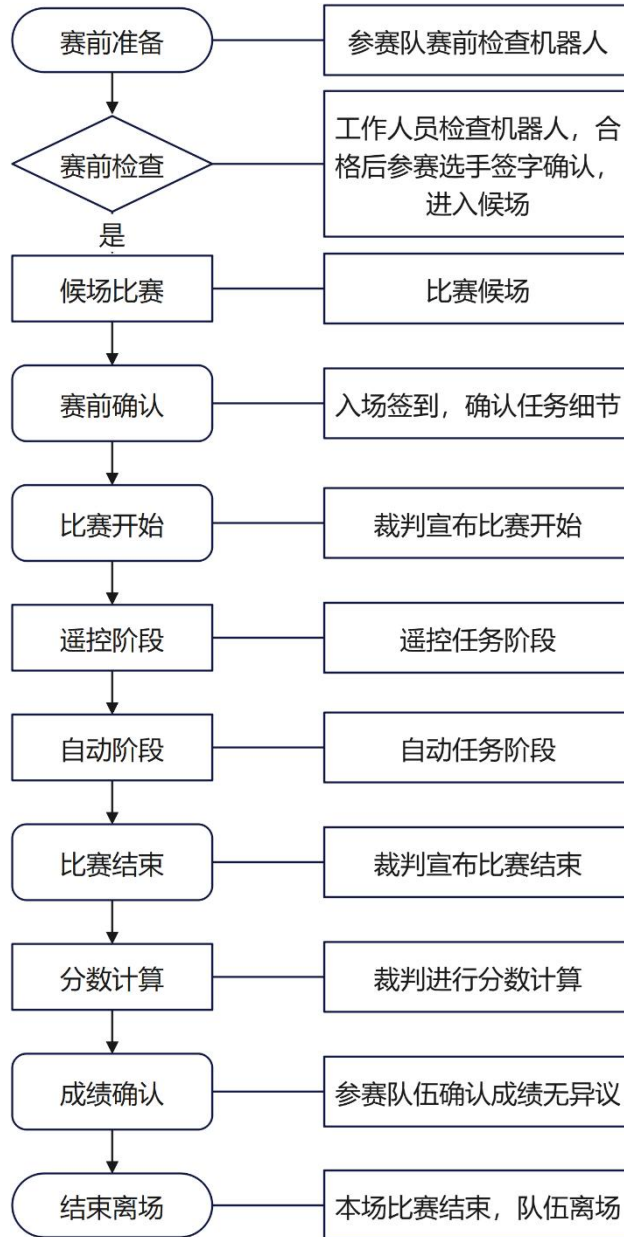 赛前准备
参赛队赛前检查机器人
赛前检查
工作人员检查机器人，合
格后参赛选手签字确认，
进入候场
是
候场比赛
比赛候场
赛前确认
入场签到，确认任务细节
比赛开始
裁判宣布比赛开始
遥控阶段
遥控任务阶段
自动阶段
自动任务阶段
比赛结束
裁判宣布比赛结束
分数计算
裁判进行分数计算
成绩确认
参赛队伍确认成绩无异议
结束离场
本场比赛结束，队伍离场